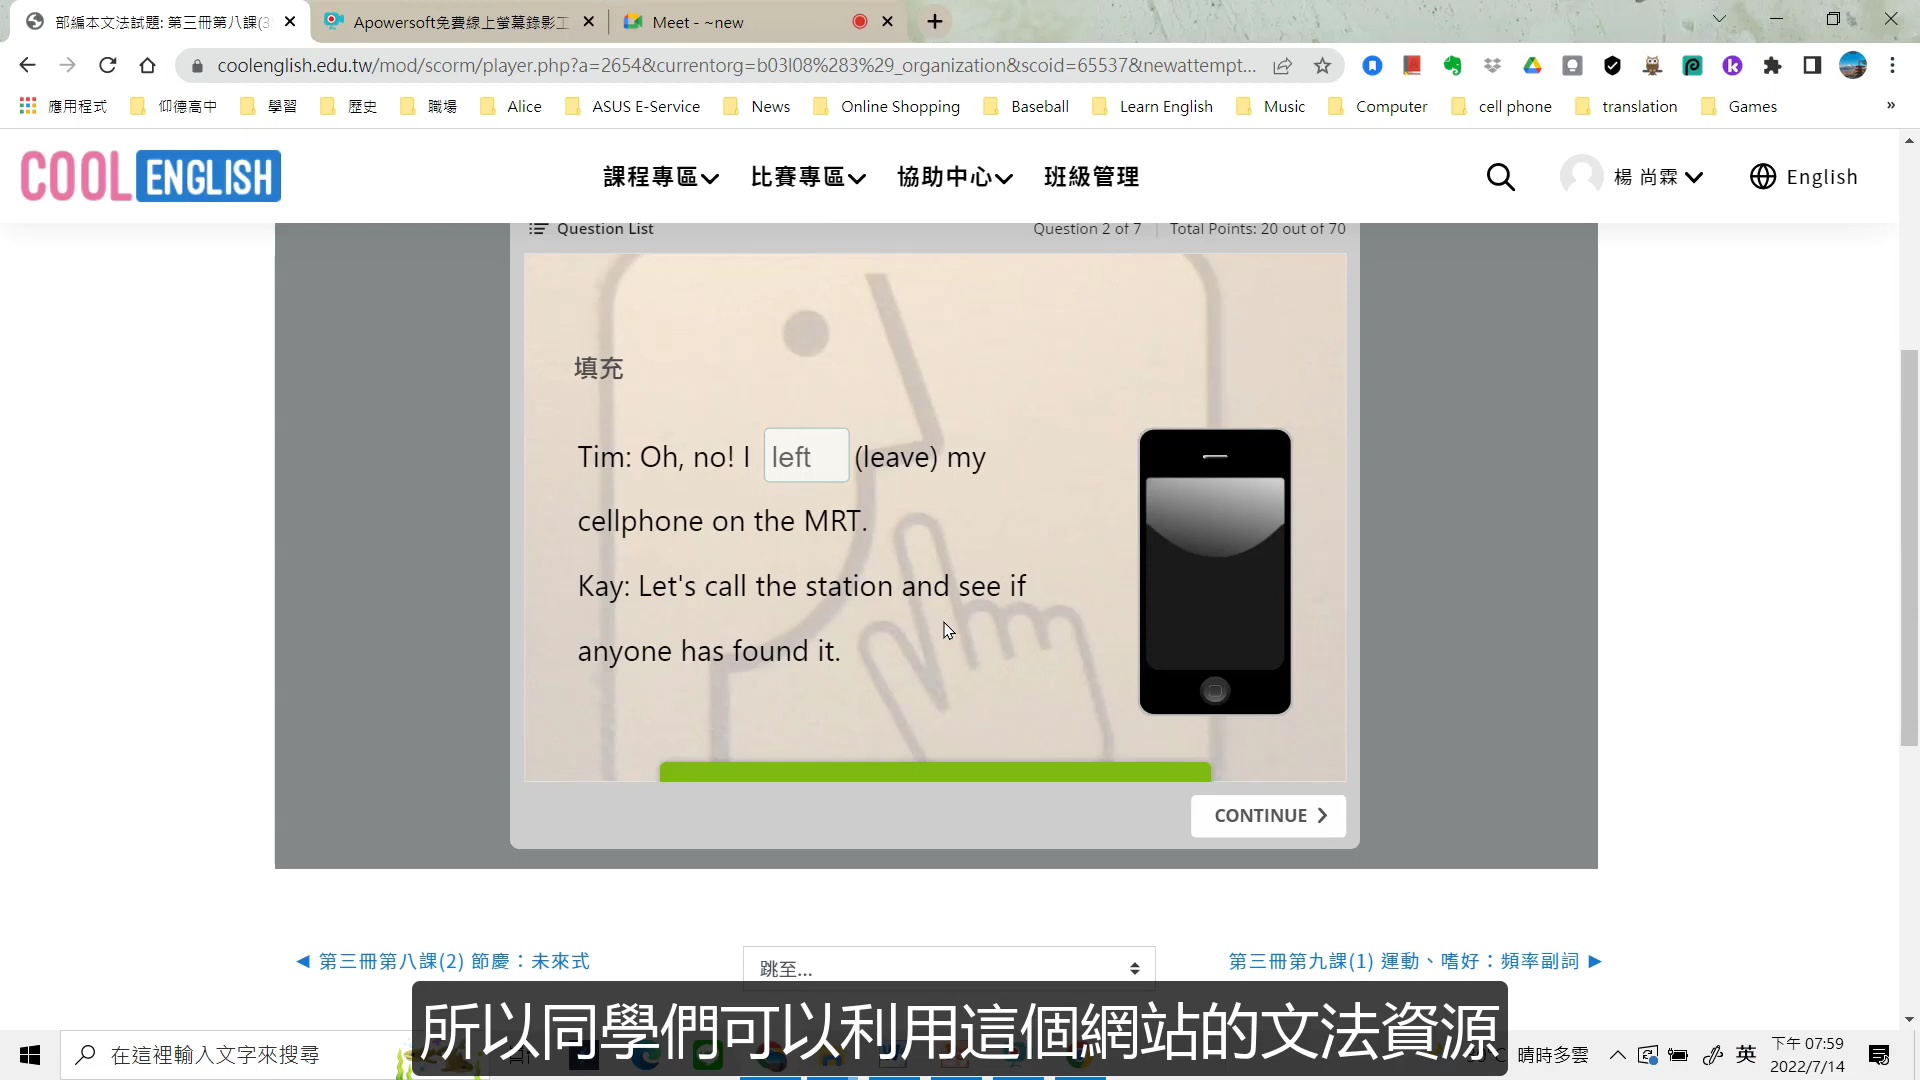 部編本文法試題: 第三冊第八課(3
Apowersoft免費線上螢幕錄影工
Meet - ~new
coolenglish.edu.tw/mod/scorm/player.php?a=2654&currentorg=b03l08%283%29_organization&scoid=65537&newattempt...
應用程式 仰德高中 學習 歷史 職場 Alice ASUS E-Service News Online Shopping Baseball Learn English Music Computer cell phone translation Games »
COOL ENGLISH
課程專區 比賽專區 協助中心 班級管理
楊 尚霖
English
Question List
Question 2 of 7
Total Points: 20 out of 70
填充
Tim: Oh, no! I left (leave) my
cellphone on the MRT.
Kay: Let's call the station and see if
anyone has found it.
CONTINUE
◀ 第三冊第八課(2) 節慶：未來式
跳至...
第三冊第九課(1) 運動、嗜好：頻率副詞 ▶
所以同學們可以利用這個網站的文法資源
在這裡輸入文字來搜尋
晴時多雲
英
下午 07:59
2022/7/14